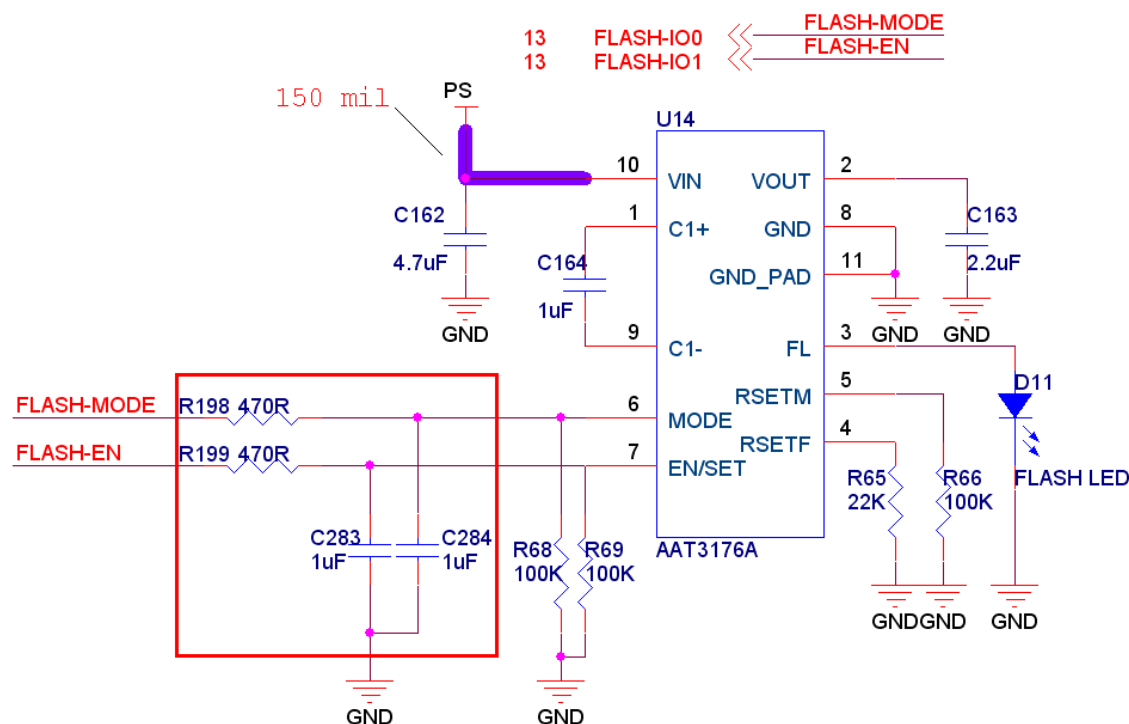 FLASH-MODE
13 FLASH-IO0
FLASH-EN
13 FLASH-IO1
PS
150 mil
U14
10 VIN VOUT 2
C162
1 C1+ GND 8
C163
4.7uF
C164
GND_PAD 11
2.2uF
1uF
GND
GND
GND
9 C1- FL 3
D11
RSETM 5
FLASH-MODE
R198 470R
6 MODE
RSETF 4
FLASH-EN
R199 470R
7 EN/SET
R65
22K
R66
100K
FLASH LED
C283
1uF
C284
1uF
R68
100K
R69
100K
AAT3176A
GND
GND
GND
GND
GND